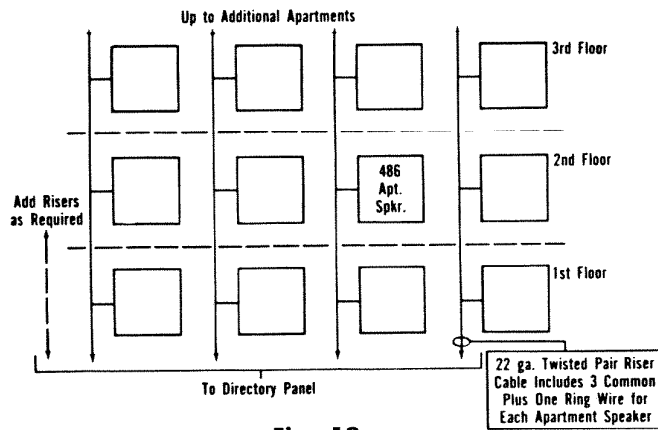 Up to Additional Apartments
3rd Floor
2nd Floor
486
Apt.
Spkr.
Add Risers
as Required
1st Floor
22 ga. Twisted Pair Riser
Cable Includes 3 Common
Plus One Ring Wire for
Each Apartment Speaker
To Directory Panel